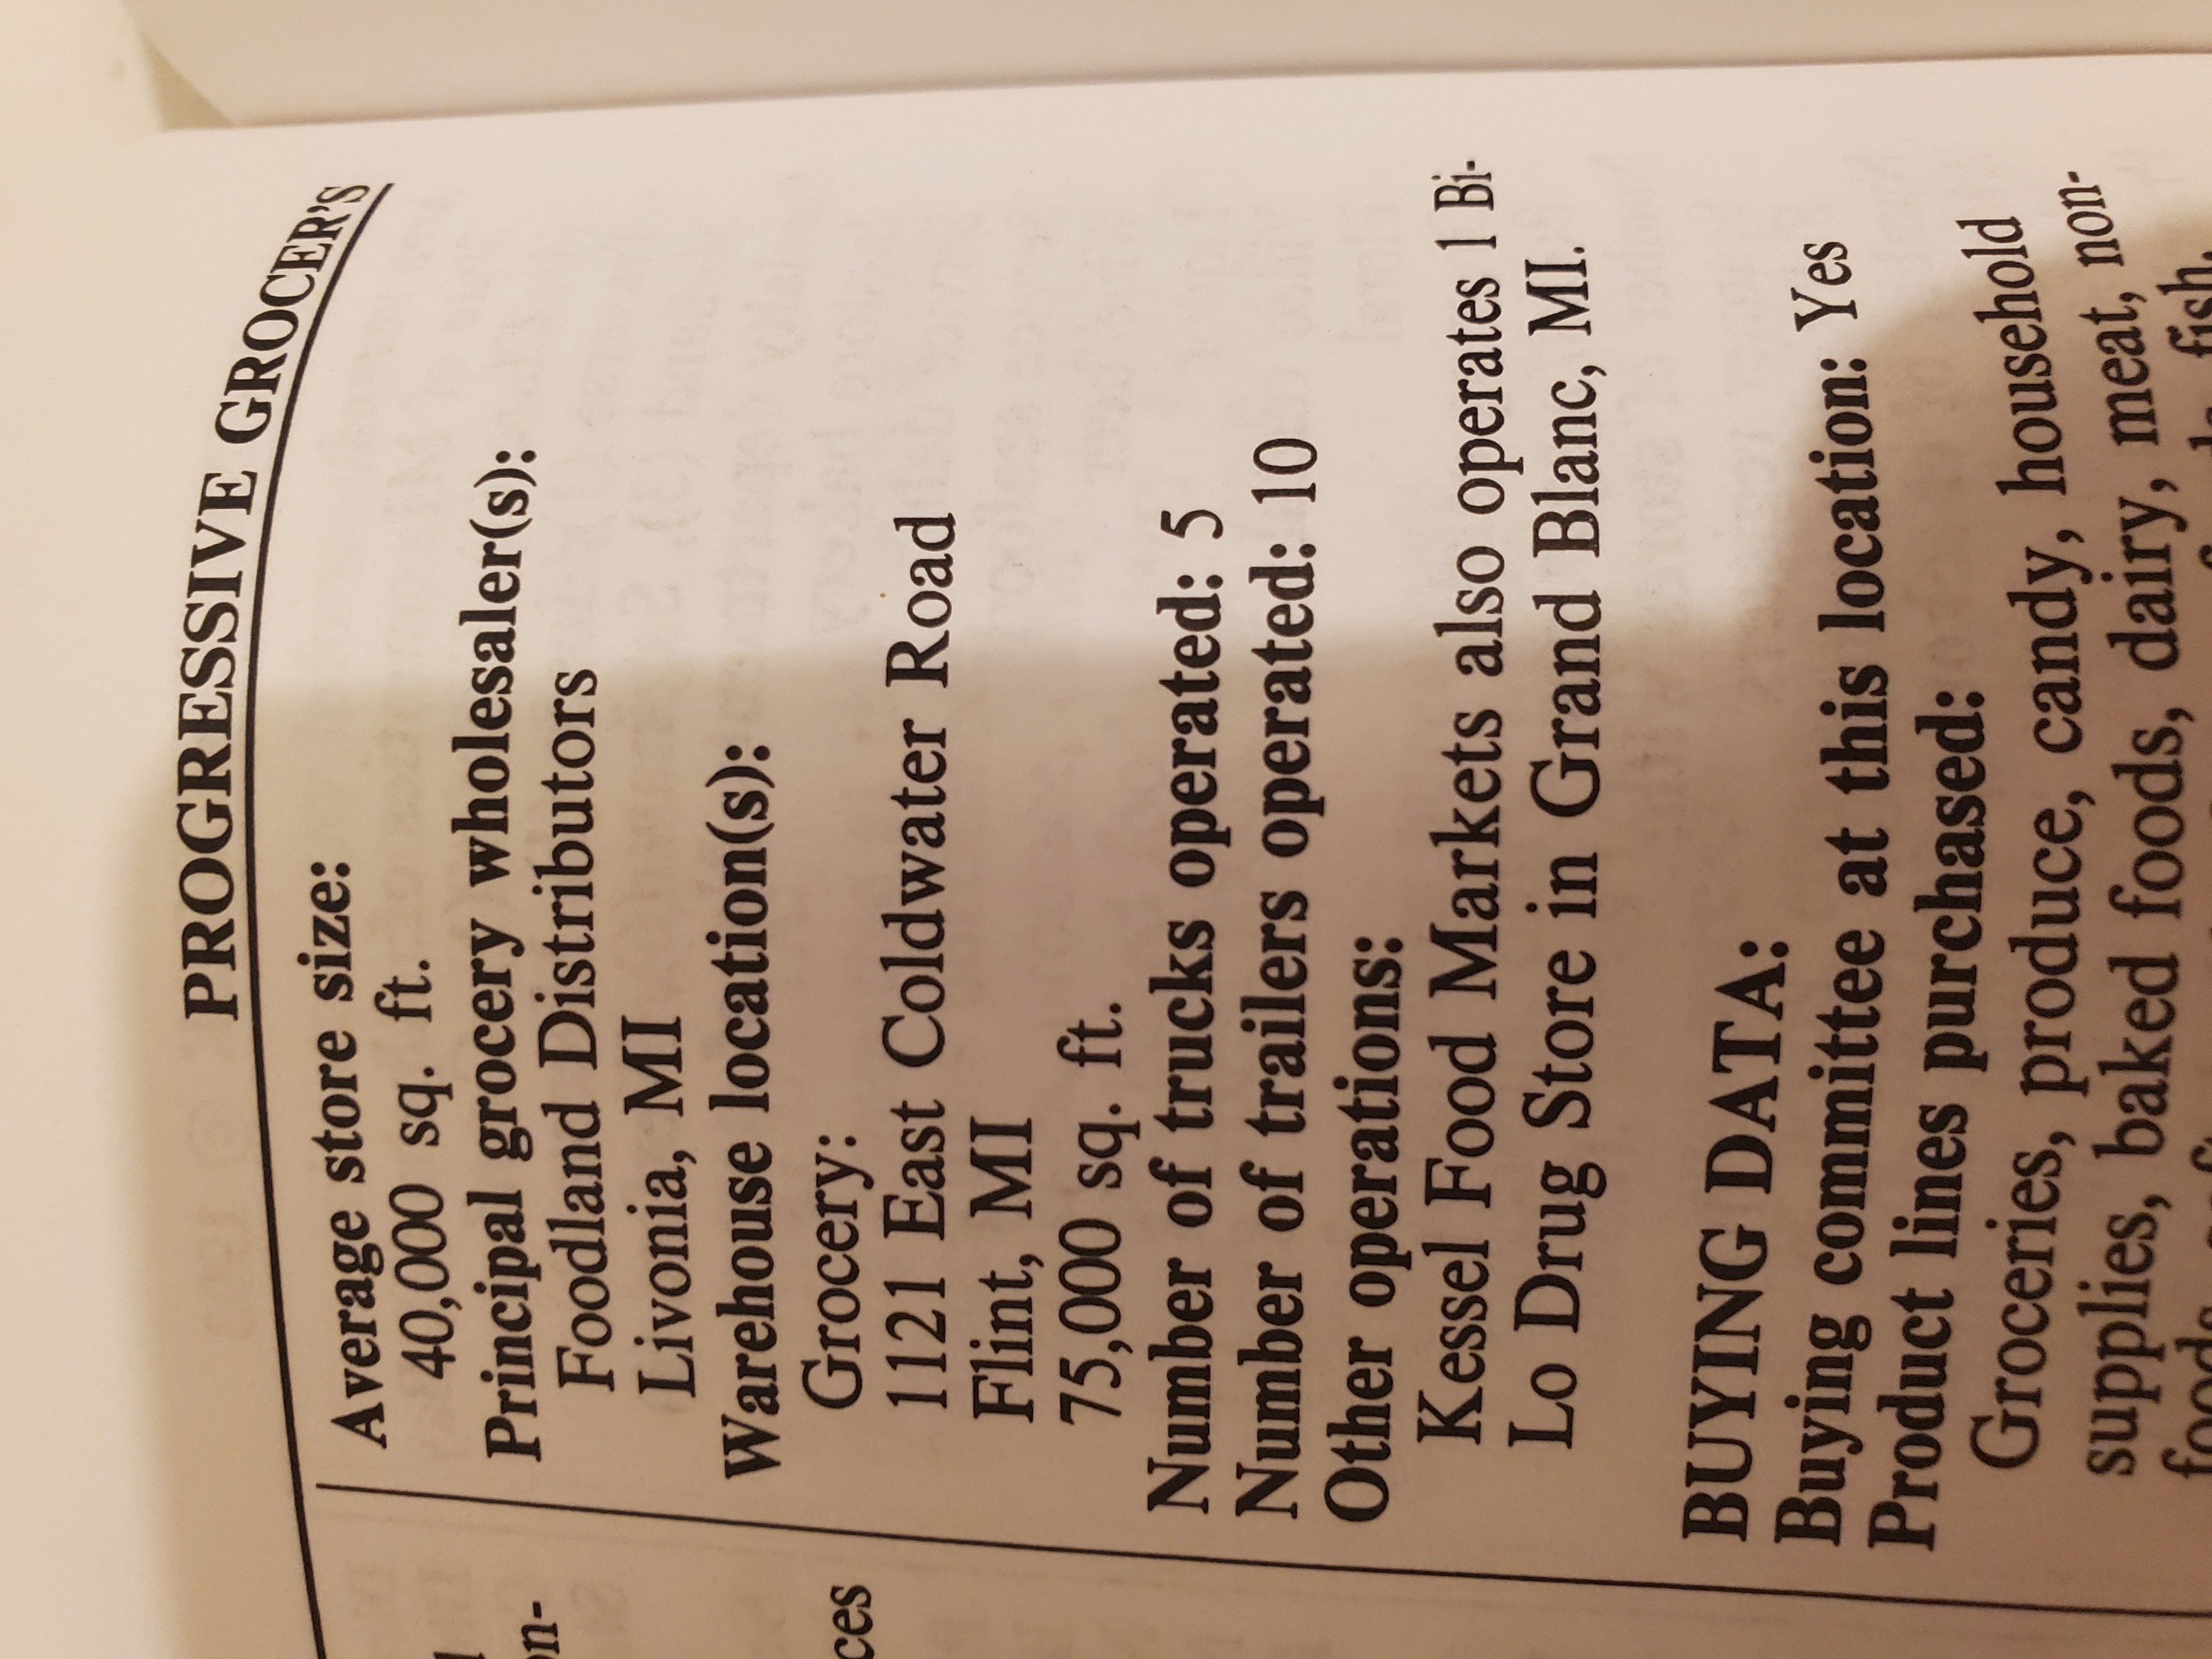 PROGRESSIVE GROCER'S
on-
ces
Average store size:
40,000 sq. ft.
Principal grocery wholesaler(s):
Foodland Distributors
Livonia, MI
Warehouse location(s):
Grocery:
1121 East Coldwater Road
Flint, MI
75,000 sq. ft.
Number of trucks operated: 5
Number of trailers operated: 10
Other operations:
Kessel Food Markets also operates 1 Bi-
Lo Drug Store in Grand Blanc, MI.
BUYING DATA:
Buying committee at this location: Yes
Product lines purchased:
Groceries, produce, candy, household
supplies, baked foods, dairy, meat, non-
fish,